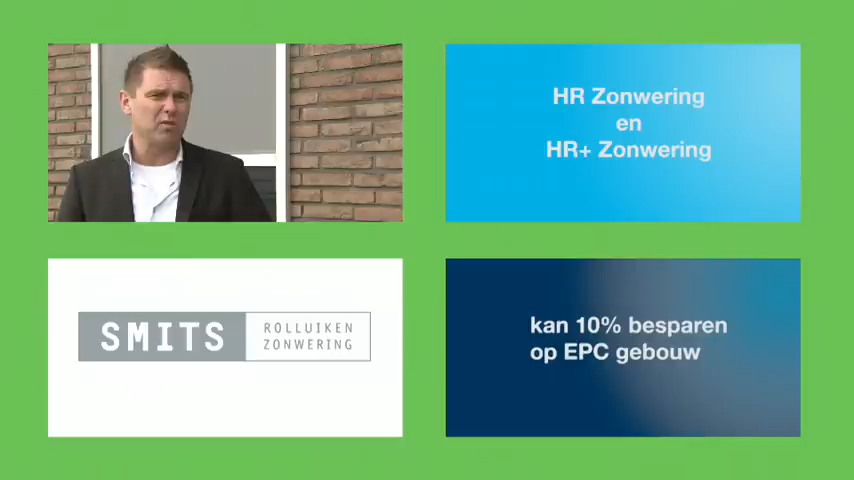 HR Zonwering
en
HR+ Zonwering
SMITS
ROLLUIKEN
ZONWERING
kan 10% besparen
op EPC gebouw